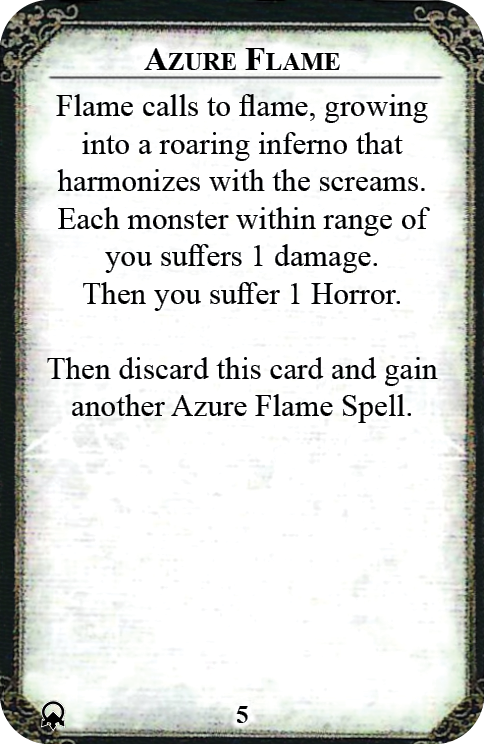 Azure Flame
Flame calls to flame, growing
into a roaring inferno that
harmonizes with the screams.
Each monster within range of
you suffers 1 damage.
Then you suffer 1 Horror.
Then discard this card and gain
another Azure Flame Spell.
5